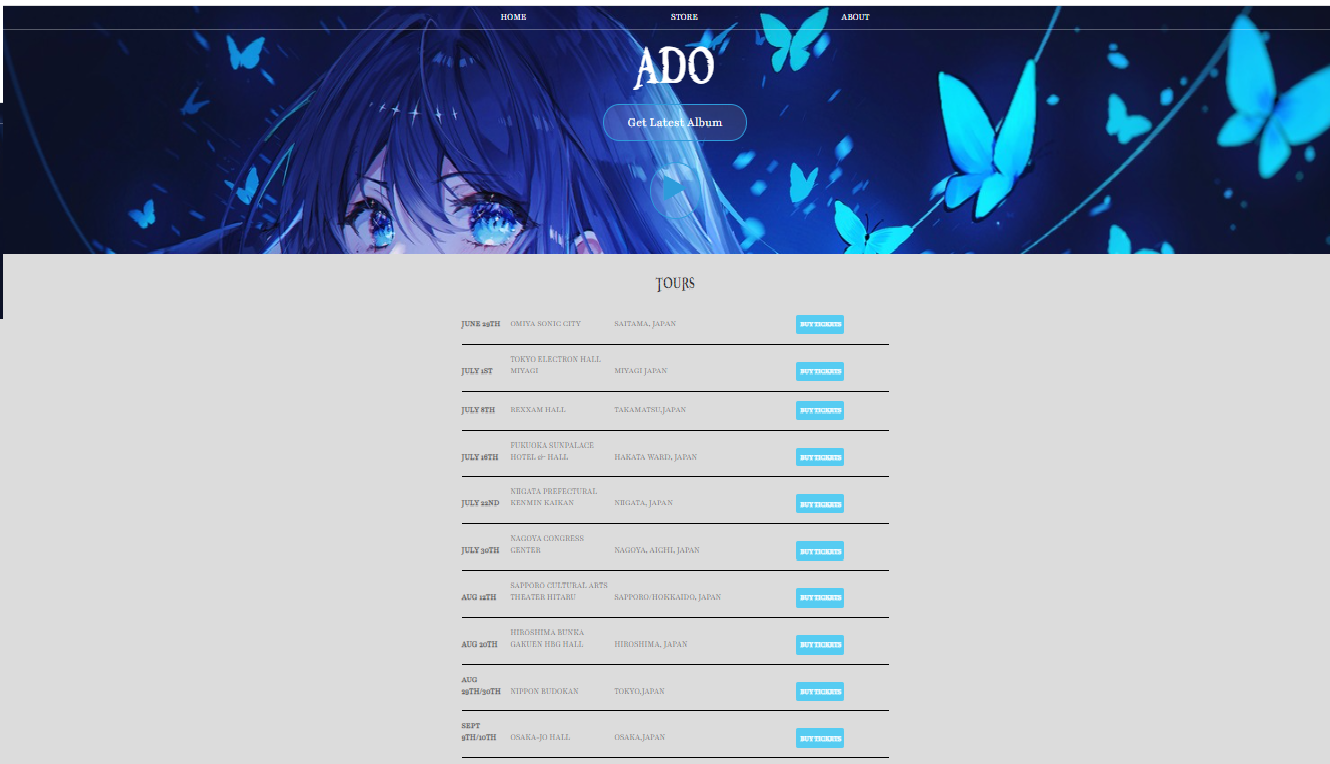 HOME STORE ABOUT
ADO
Get Latest Album
TOURS
JUNE 29TH OMIYA SONIC CITY SAITAMA, JAPAN BUY TICKETS
TOKYO ELECTRON HALL
JULY 1ST MIYAGI MIYAGI JAPAN BUY TICKETS
JULY 8TH REXXAM HALL TAKAMATSU,JAPAN BUY TICKETS
FUKUOKA SUNPALACE
JULY 16TH HOTEL & HALL HAKATA WARD, JAPAN BUY TICKETS
NIIGATA PREFECTURAL
JULY 22ND KENMIN KAIKAN NIIGATA, JAPAN BUY TICKETS
NAGOYA CONGRESS
JULY 30TH CENTER NAGOYA, AICHI, JAPAN BUY TICKETS
SAPPORO CULTURAL ARTS
AUG 12TH THEATER HITARU SAPPORO/HOKKAIDO, JAPAN BUY TICKETS
HIROSHIMA BUNKA
AUG 20TH GAKUEN HBG HALL HIROSHIMA, JAPAN BUY TICKETS
AUG
29TH/30TH NIPPON BUDOKAN TOKYO,JAPAN BUY TICKETS
SEPT
9TH/10TH OSAKA-JO HALL OSAKA,JAPAN BUY TICKETS